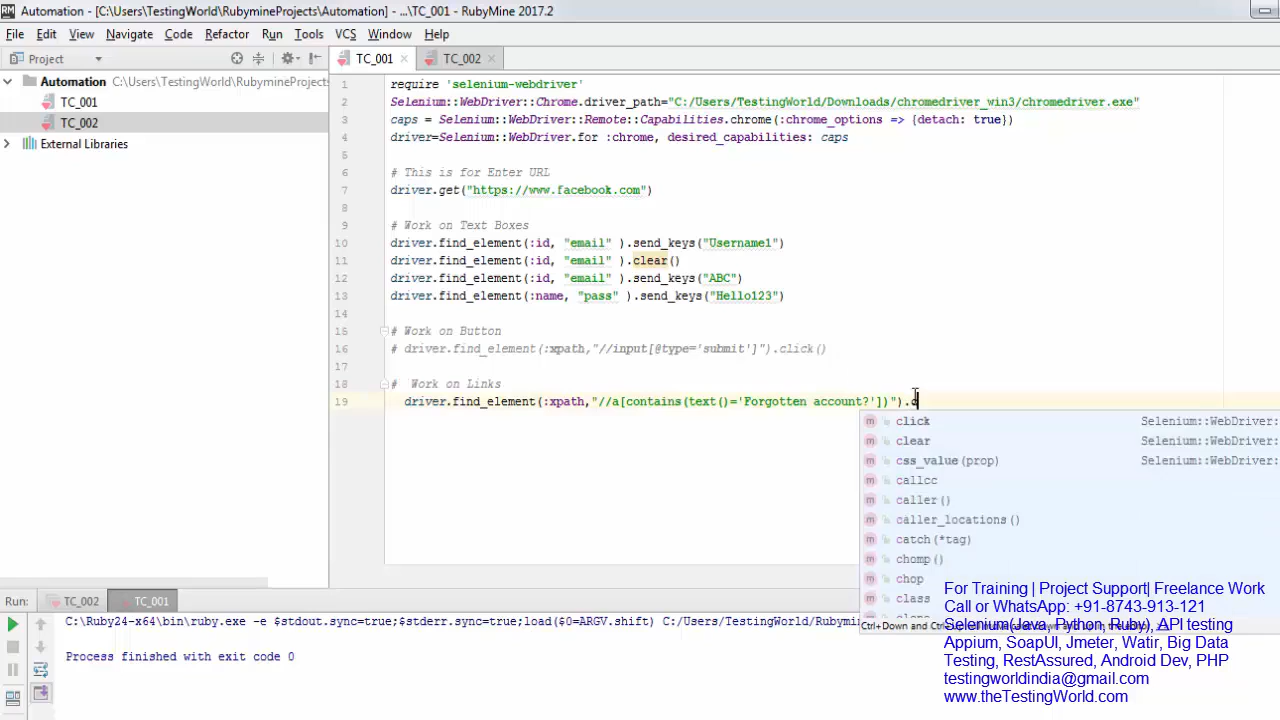 RM Automation - [C:\Users\TestingWorld\RubymineProjects\Automation] - ...\TC_001 - RubyMine 2017.2
File Edit View Navigate Code Refactor Run Tools VCS Window Help
Project TC_001 TC_002
Automation C:\Users\TestingWorld\RubymineProjects
TC_001
TC_002
External Libraries
1 require 'selenium-webdriver'
2 Selenium::WebDriver::Chrome.driver_path="C:/Users/TestingWorld/Downloads/chromedriver_win3/chromedriver.exe"
3 caps = Selenium::WebDriver::Remote::Capabilities.chrome(:chrome_options => {detach: true})
4 driver=Selenium::WebDriver.for :chrome, desired_capabilities: caps
5
6 # This is for Enter URL
7 driver.get("https://www.facebook.com")
8
9 # Work on Text Boxes
10 driver.find_element(:id, "email" ).send_keys("Username1")
11 driver.find_element(:id, "email" ).clear()
12 driver.find_element(:id, "email" ).send_keys("ABC")
13 driver.find_element(:name, "pass" ).send_keys("Hello123")
14
15 # Work on Button
16 # driver.find_element(:xpath,"//input[@type='submit']").click()
17
18 # Work on Links
19 driver.find_element(:xpath,"//a[contains(text()='Forgotten account?'])").c
m click Selenium::WebDriver:
m clear Selenium::WebDriver:
m css_value(prop) Selenium::WebDriver:
m callcc
m caller()
m caller_locations()
m catch(*tag)
m chomp()
m chop
m class
Run: TC_002 TC_001
C:\Ruby24-x64\bin\ruby.exe -e $stdout.sync=true;$stderr.sync=true;load($0=ARGV.shift) C:/Users/TestingWorld/Rubymin
Process finished with exit code 0
For Training | Project Support| Freelance Work
Call or WhatsApp: +91-8743-913-121
Selenium(Java, Python, Ruby), API testing
Appium, SoapUI, Jmeter, Watir, Big Data
Testing, RestAssured, Android Dev, PHP
testingworldindia@gmail.com
www.theTestingWorld.com